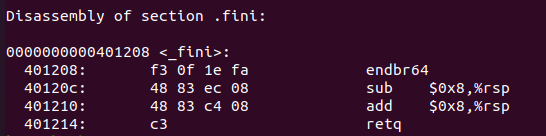 Disassembly of section .fini:
0000000000401208 <_fini>:
401208: f3 0f 1e fa endbr64
40120c: 48 83 ec 08 sub $0x8,%rsp
401210: 48 83 c4 08 add $0x8,%rsp
401214: c3 retq